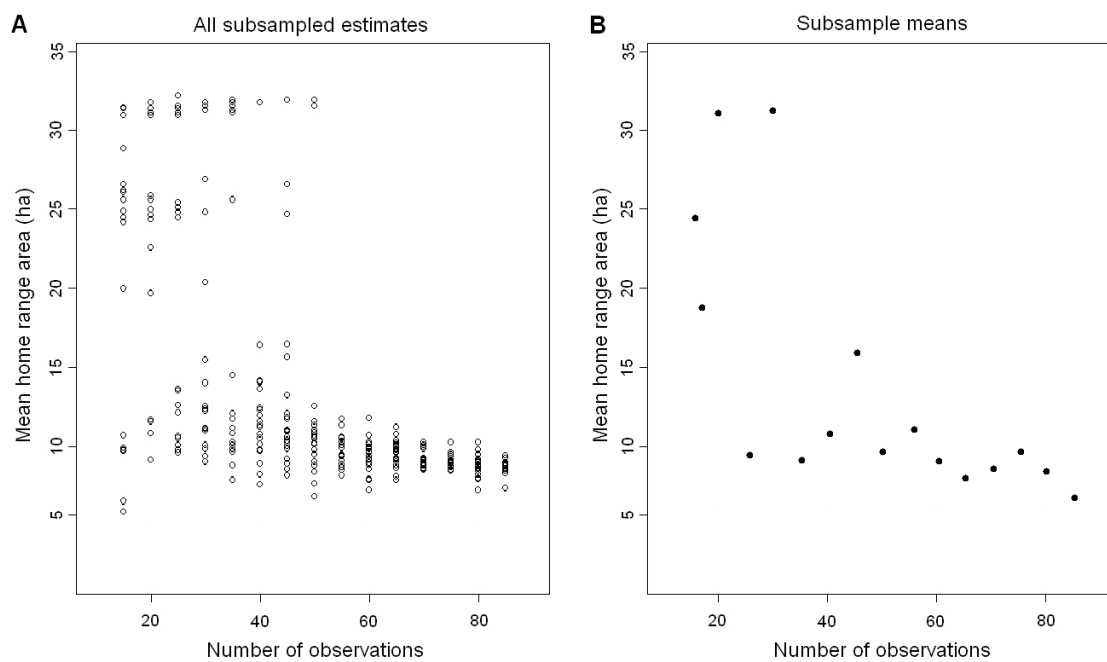 A
All subsampled estimates
Mean home range area (ha)
35
30
25
20
15
10
5
20
40
60
80
Number of observations
B
Subsample means
Mean home range area (ha)
35
30
25
20
15
10
5
20
40
60
80
Number of observations